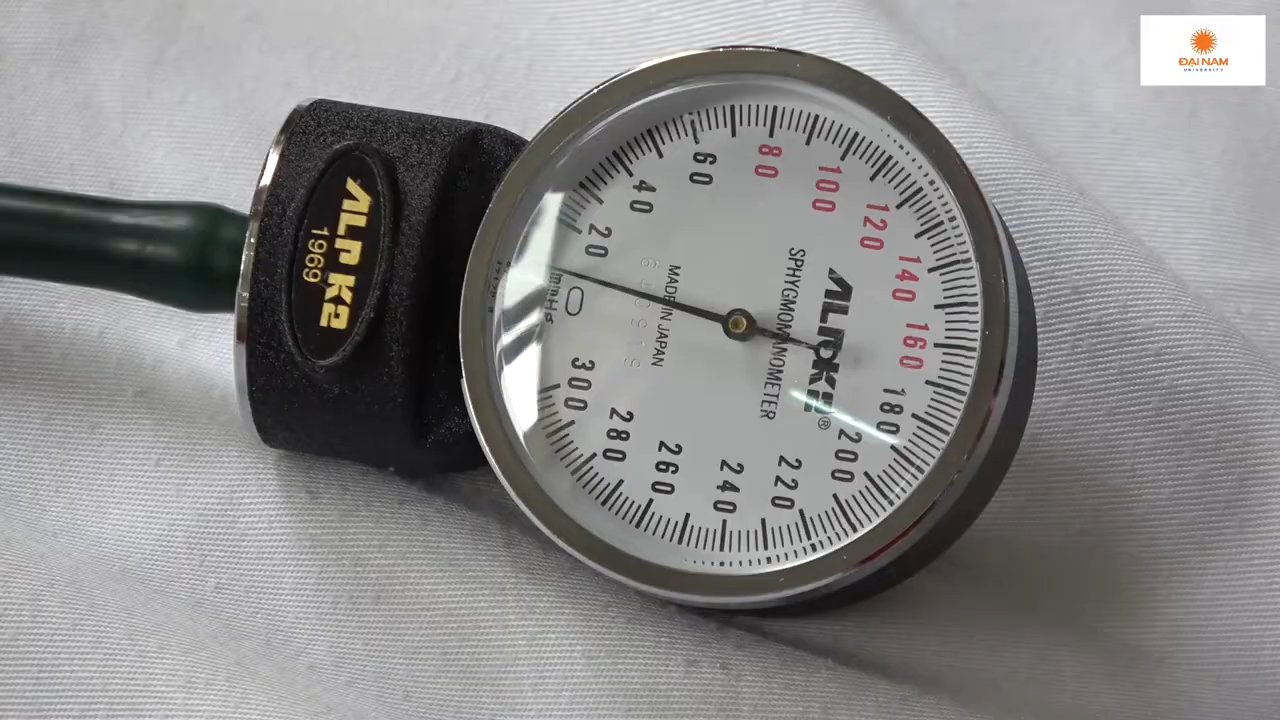 ĐẠI NAM
UNIVERSITY
ALPK2
1969
0
20
40
60
80
100
120
140
160
180
200
220
240
260
280
300
mmHg
MADE IN JAPAN
ALPK2®
SPHYGMOMANOMETER